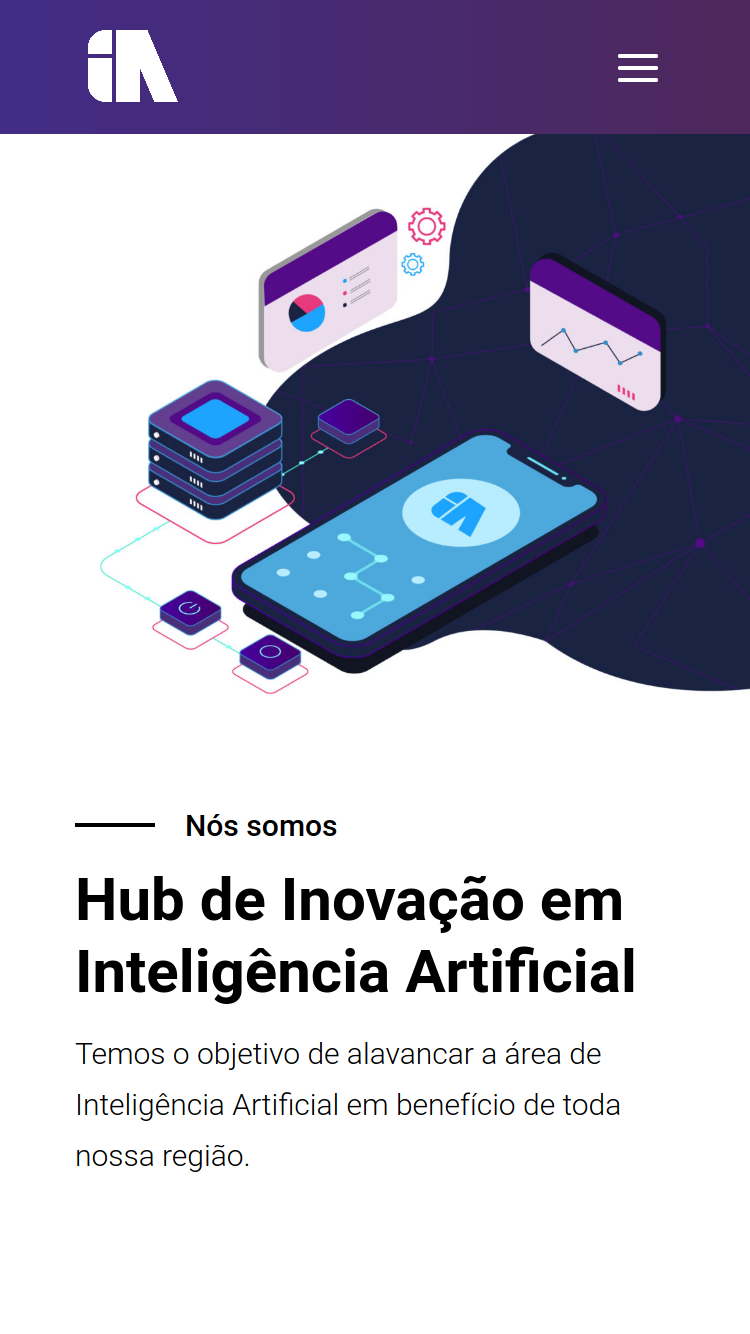 iA
Nós somos
Hub de Inovação em
Inteligência Artificial
Temos o objetivo de alavancar a área de
Inteligência Artificial em benefício de toda
nossa região.